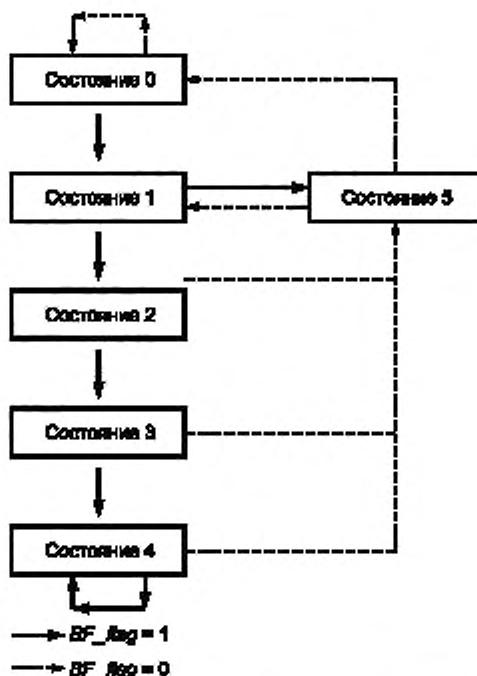 Состояние 0
Состояние 1
Состояние 5
Состояние 2
Состояние 3
Состояние 4
BF_flag = 1
BF_flag = 0